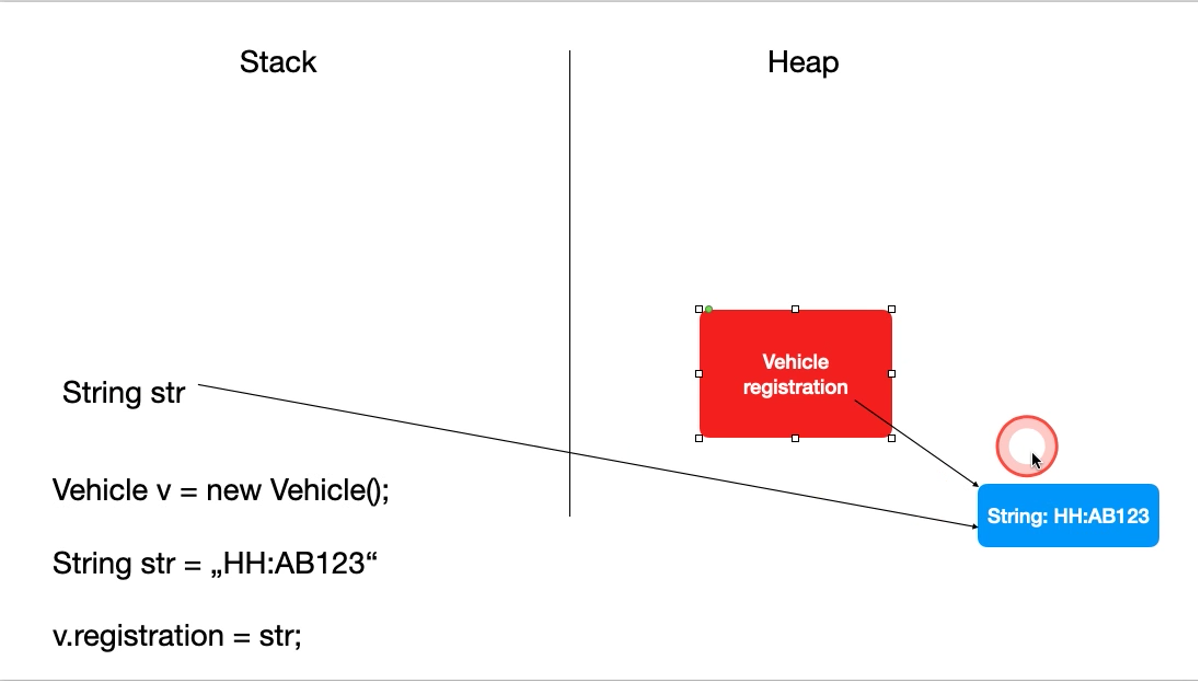 Stack
Heap
Vehicle
registration
String str
Vehicle v = new Vehicle();
String: HH:AB123
String str = „HH:AB123“
v.registration = str;